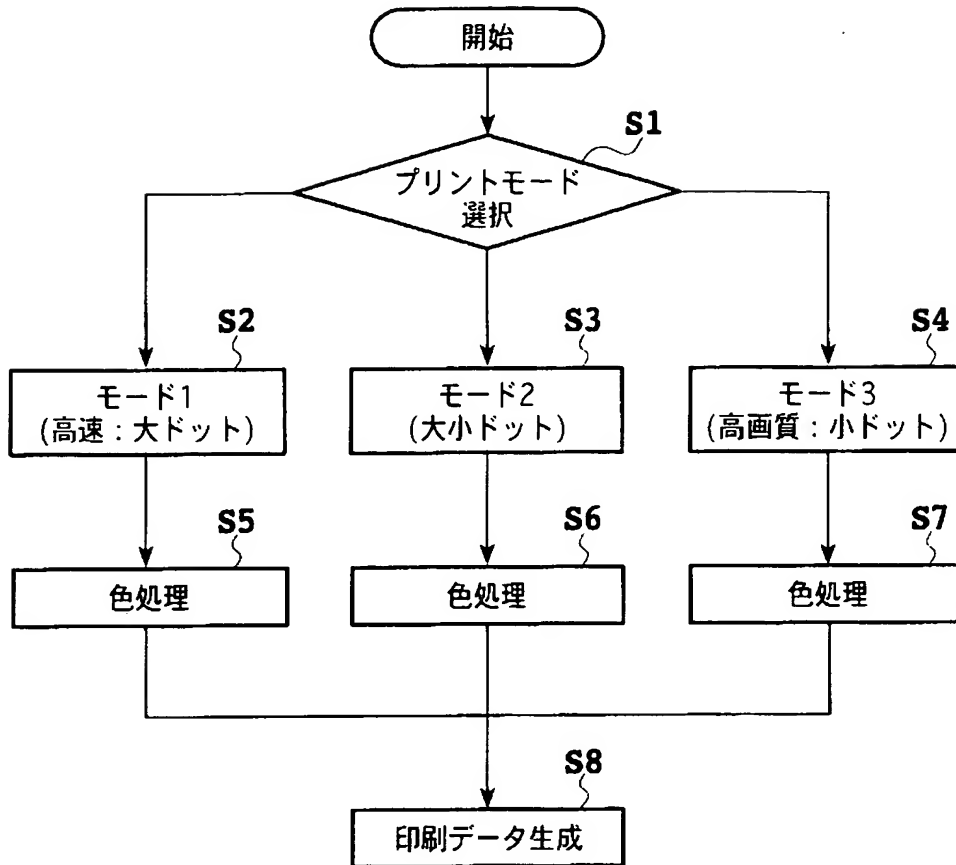 開始
S1
プリントモード
選択
S2
S3
S4
モード1
(高速：大ドット)
モード2
(大小ドット)
モード3
(高画質：小ドット)
S5
S6
S7
色処理
色処理
色処理
S8
印刷データ生成